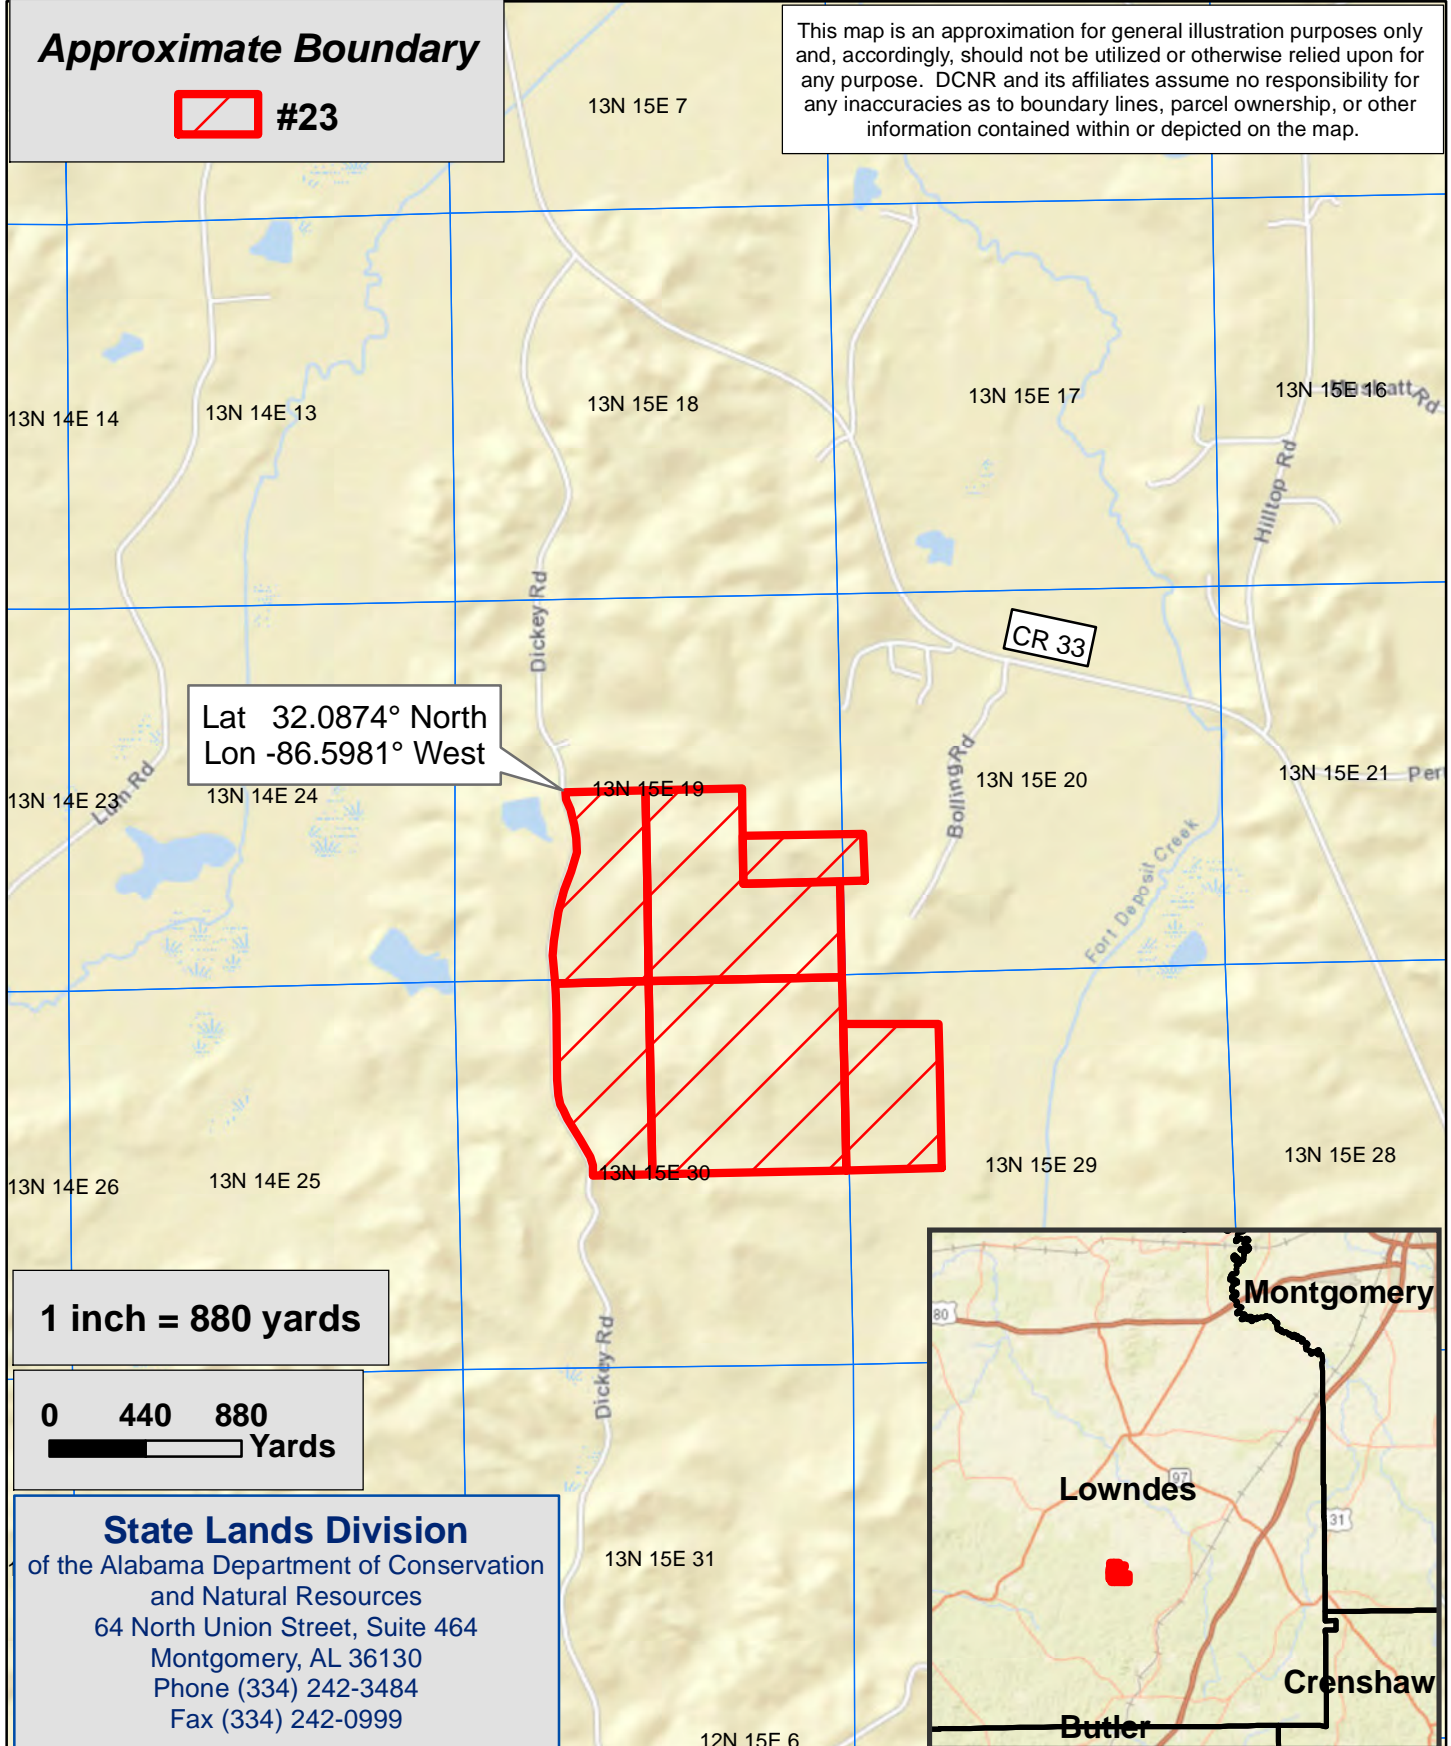 Approximate Boundary
#23
This map is an approximation for general illustration purposes only
and, accordingly, should not be utilized or otherwise relied upon for
any purpose. DCNR and its affiliates assume no responsibility for
any inaccuracies as to boundary lines, parcel ownership, or other
information contained within or depicted on the map.
13N 15E 7
13N 14E 14
13N 14E 13
13N 15E 18
13N 15E 17
13N 15E 16
Rd
Hilltop Rd
Dickey Rd
CR 33
Lat 32.0874° North
Lon -86.5981° West
13N 14E 23
Lum Rd
13N 14E 24
13N 15E 19
Bolling Rd
13N 15E 20
13N 15E 21
Fort Deposit Creek
13N 14E 26
13N 14E 25
13N 15E 30
13N 15E 29
13N 15E 28
Dickey Rd
1 inch = 880 yards
0 440 880
Yards
State Lands Division
of the Alabama Department of Conservation
and Natural Resources
64 North Union Street, Suite 464
Montgomery, AL 36130
Phone (334) 242-3484
Fax (334) 242-0999
13N 15E 31
12N 15E 6
Montgomery
80
97
Lowndes
31
Crenshaw
Butler